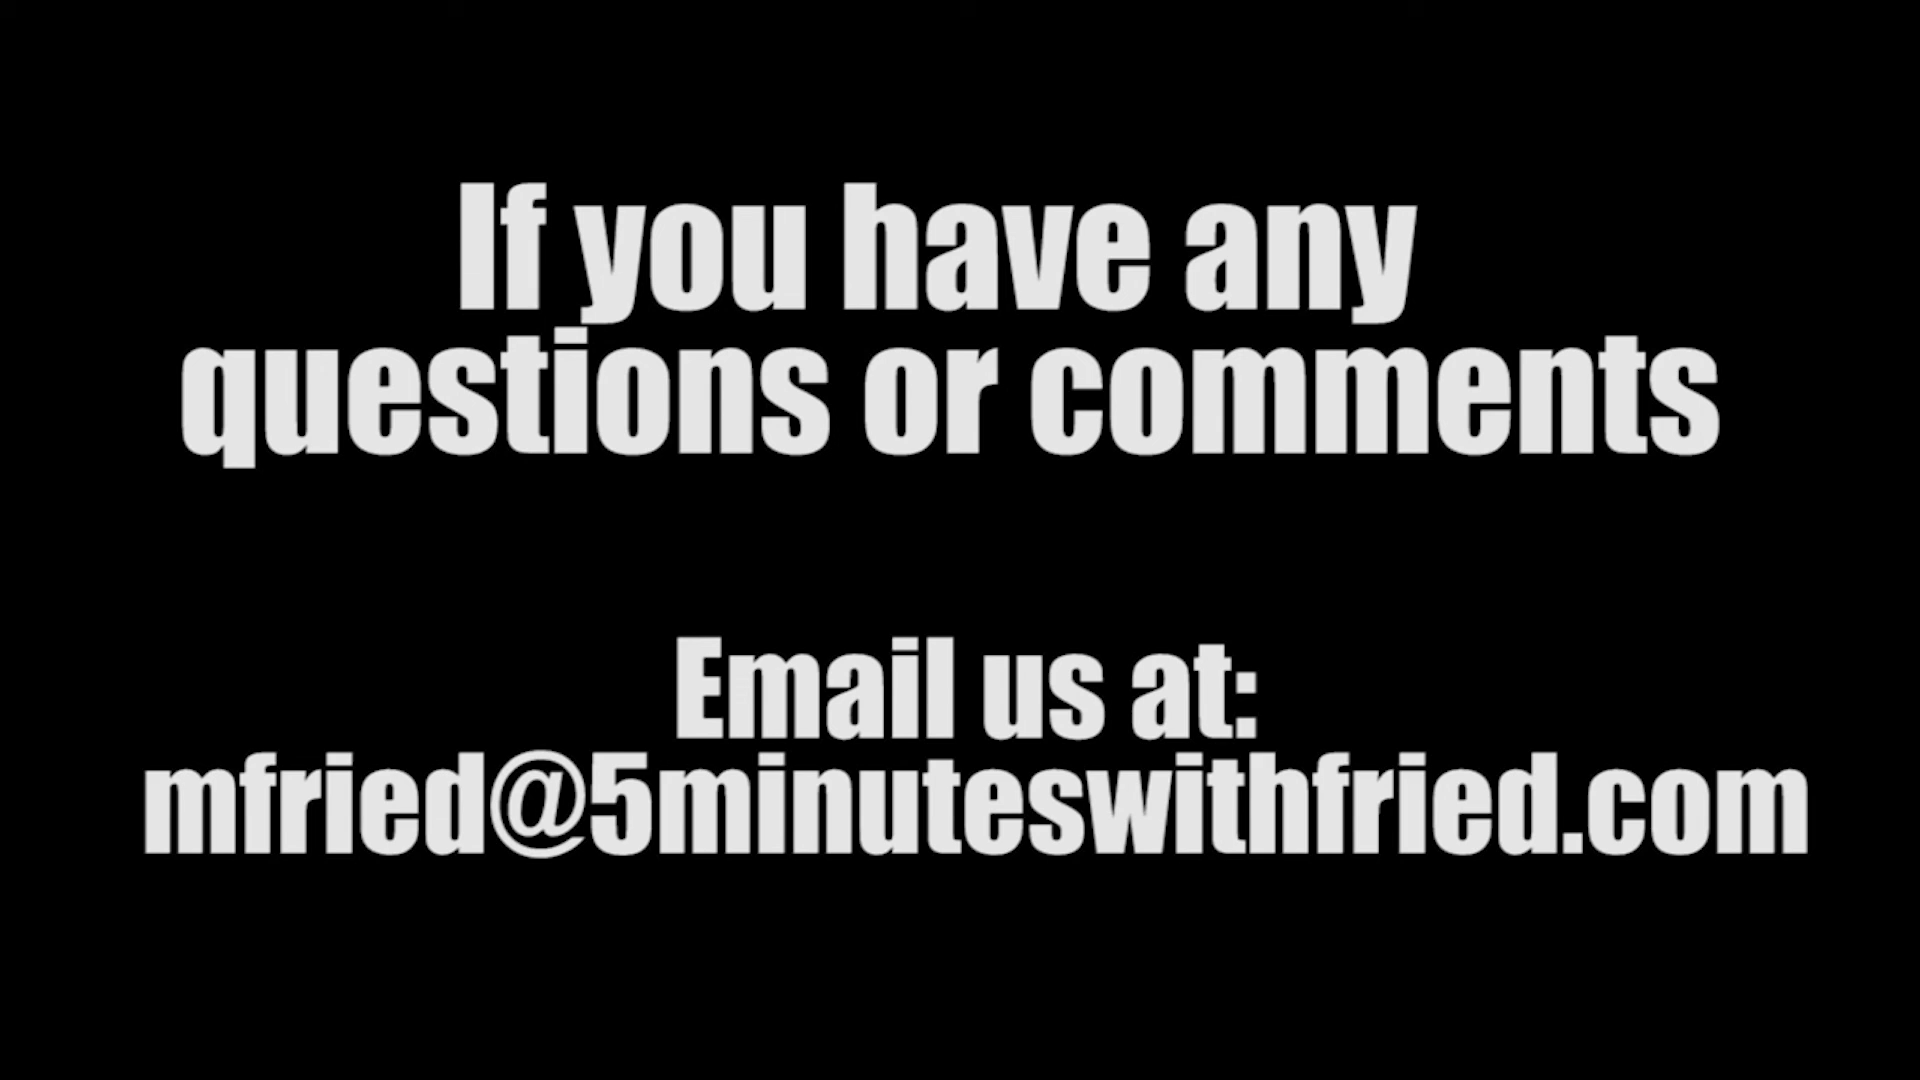 If you have any
questions or comments
Email us at:
mfried@5minuteswithfried.com